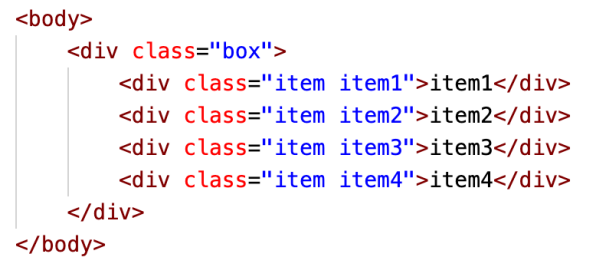 <body>
<div class="box">
<div class="item item1">item1</div>
<div class="item item2">item2</div>
<div class="item item3">item3</div>
<div class="item item4">item4</div>
</div>
</body>